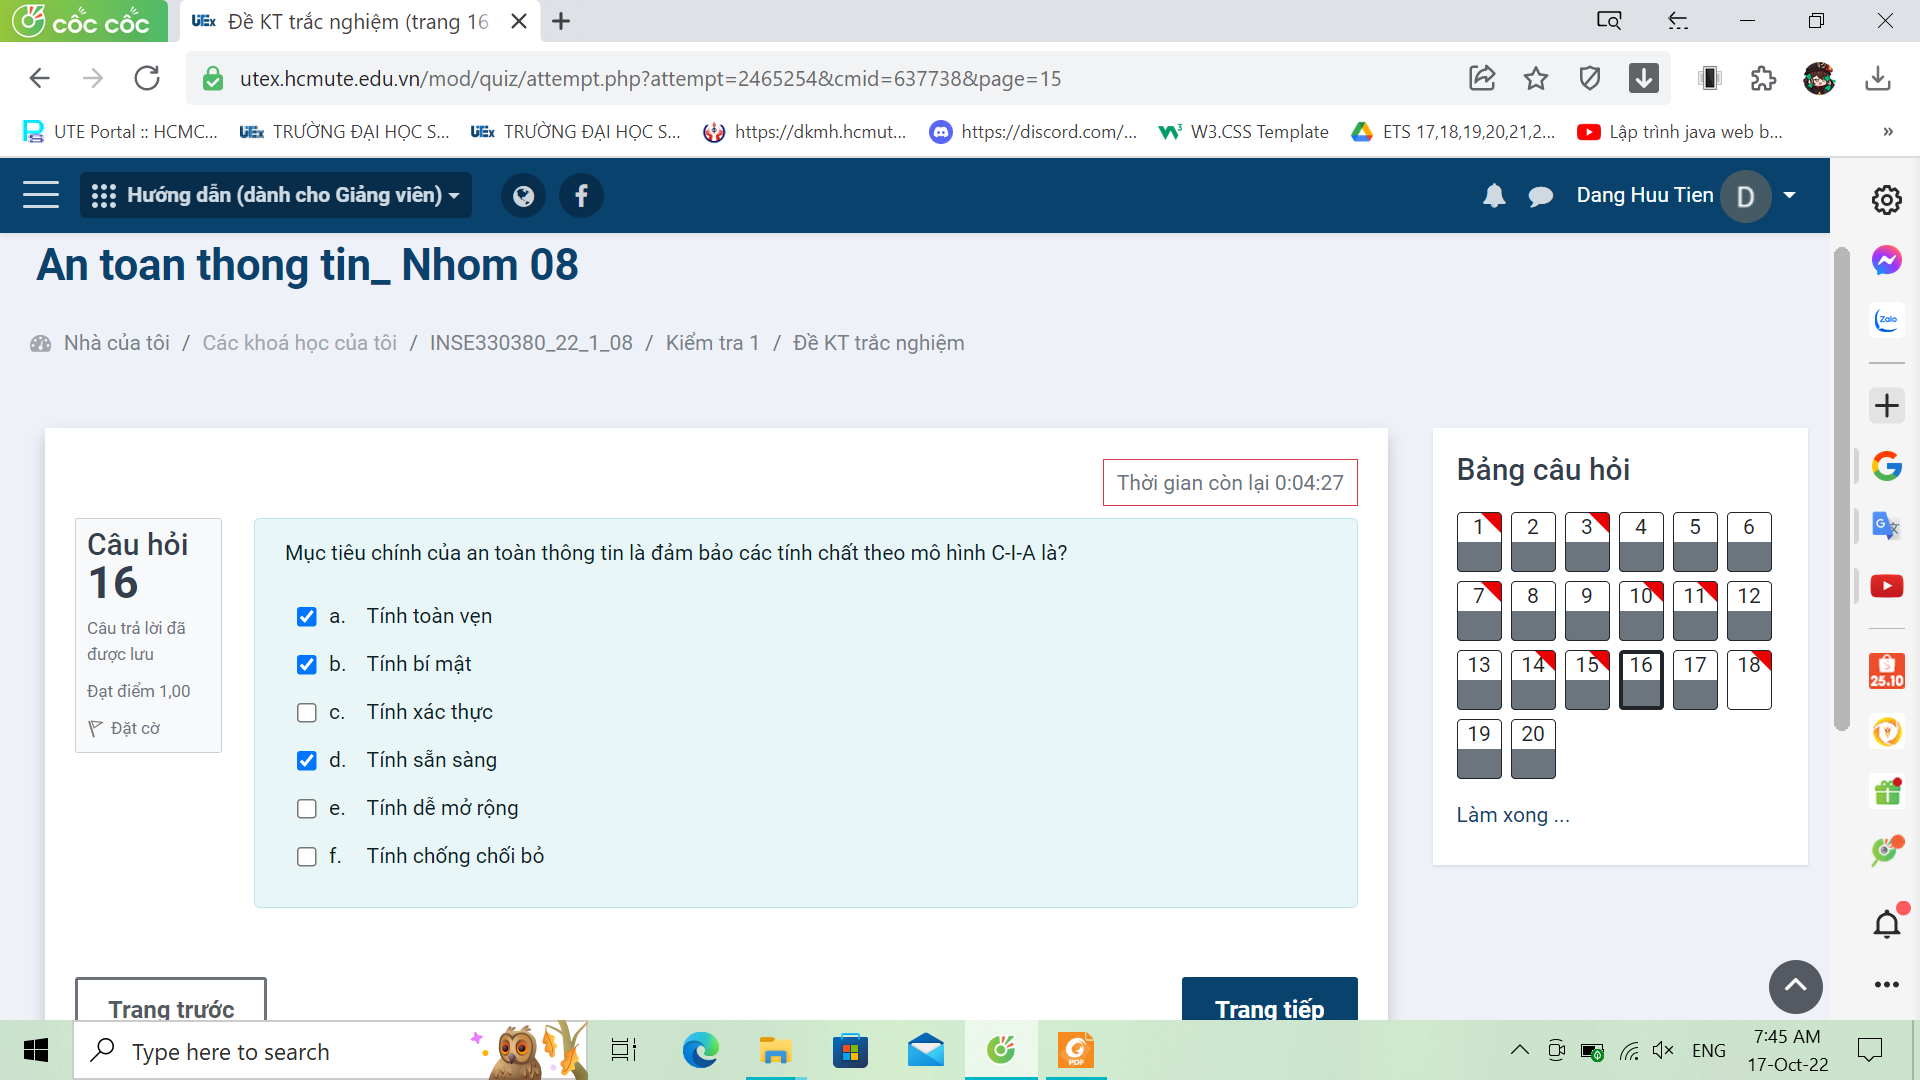 cốc cốc
UEx Đề KT trắc nghiệm (trang 16
utex.hcmute.edu.vn/mod/quiz/attempt.php?attempt=2465254&cmid=637738&page=15
UTE Portal :: HCMC...
UEx TRƯỜNG ĐẠI HỌC S...
UEx TRƯỜNG ĐẠI HỌC S...
https://dkmh.hcmut...
https://discord.com/...
W3.CSS Template
ETS 17,18,19,20,21,2...
Lập trình java web b...
»
Hướng dẫn (dành cho Giảng viên)
Dang Huu Tien D
An toan thong tin_ Nhom 08
Nhà của tôi / Các khoá học của tôi / INSE330380_22_1_08 / Kiểm tra 1 / Đề KT trắc nghiệm
Thời gian còn lại 0:04:27
Câu hỏi
16
Câu trả lời đã
được lưu
Đạt điểm 1,00
Đặt cờ
Mục tiêu chính của an toàn thông tin là đảm bảo các tính chất theo mô hình C-I-A là?
a. Tính toàn vẹn
b. Tính bí mật
c. Tính xác thực
d. Tính sẵn sàng
e. Tính dễ mở rộng
f. Tính chống chối bỏ
Trang trước
Trang tiếp
Bảng câu hỏi
1 2 3 4 5 6
7 8 9 10 11 12
13 14 15 16 17 18
19 20
Làm xong ...
Zalo
25.10
Type here to search
PDF
ENG
7:45 AM
17-Oct-22